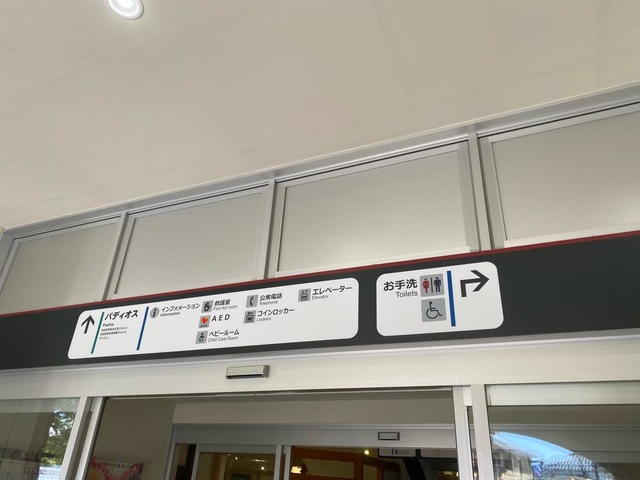 パディオス
Padios
インフォメーション
Information
救護室
First Aid room
AED
ベビールーム
Child Care Room
公衆電話
Telephone
コインロッカー
Lockers
エレベーター
Elevator
お手洗
Toilets